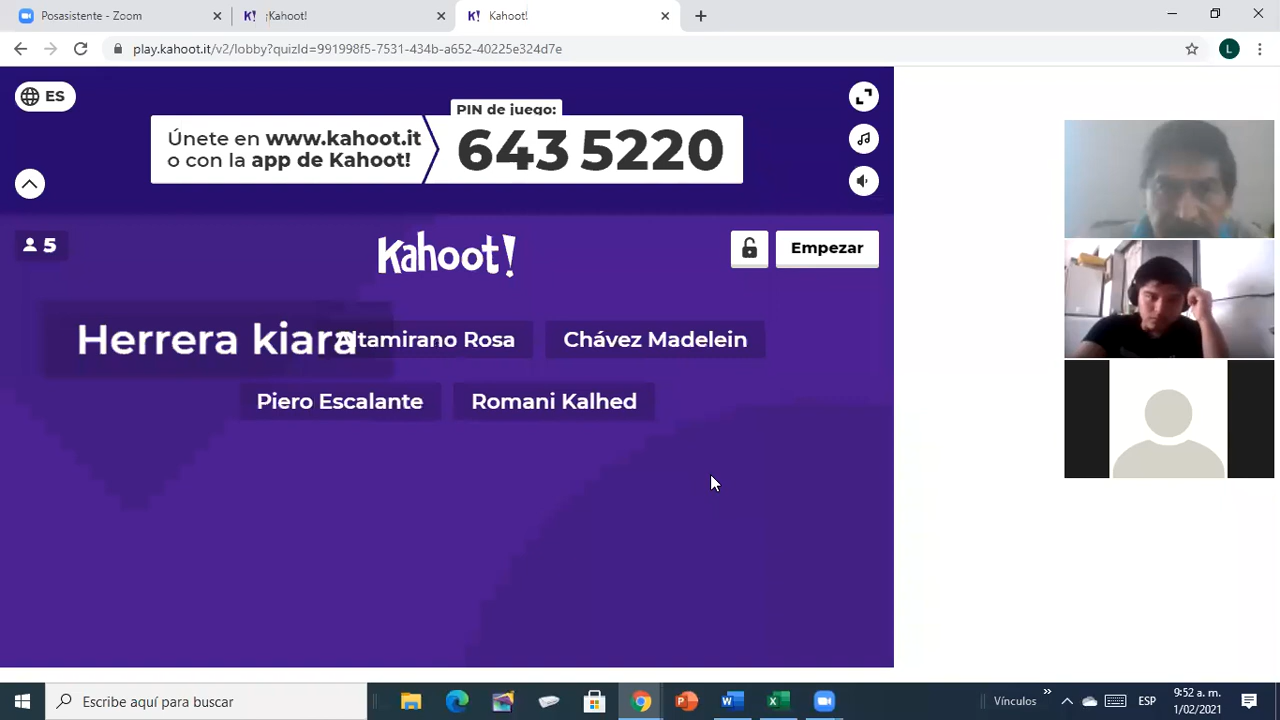 Posasistente - Zoom
¡Kahoot!
Kahoot!
play.kahoot.it/v2/lobby?quizId=991998f5-7531-434b-a652-40225e324d7e
L
ES
Únete en www.kahoot.it
o con la app de Kahoot!
PIN de juego:
643 5220
5
Kahoot!
Empezar
Herrera kiara
Altamirano Rosa
Chávez Madelein
Piero Escalante
Romani Kalhed
Escribe aquí para buscar
Vínculos
ESP
9:52 a. m.
1/02/2021